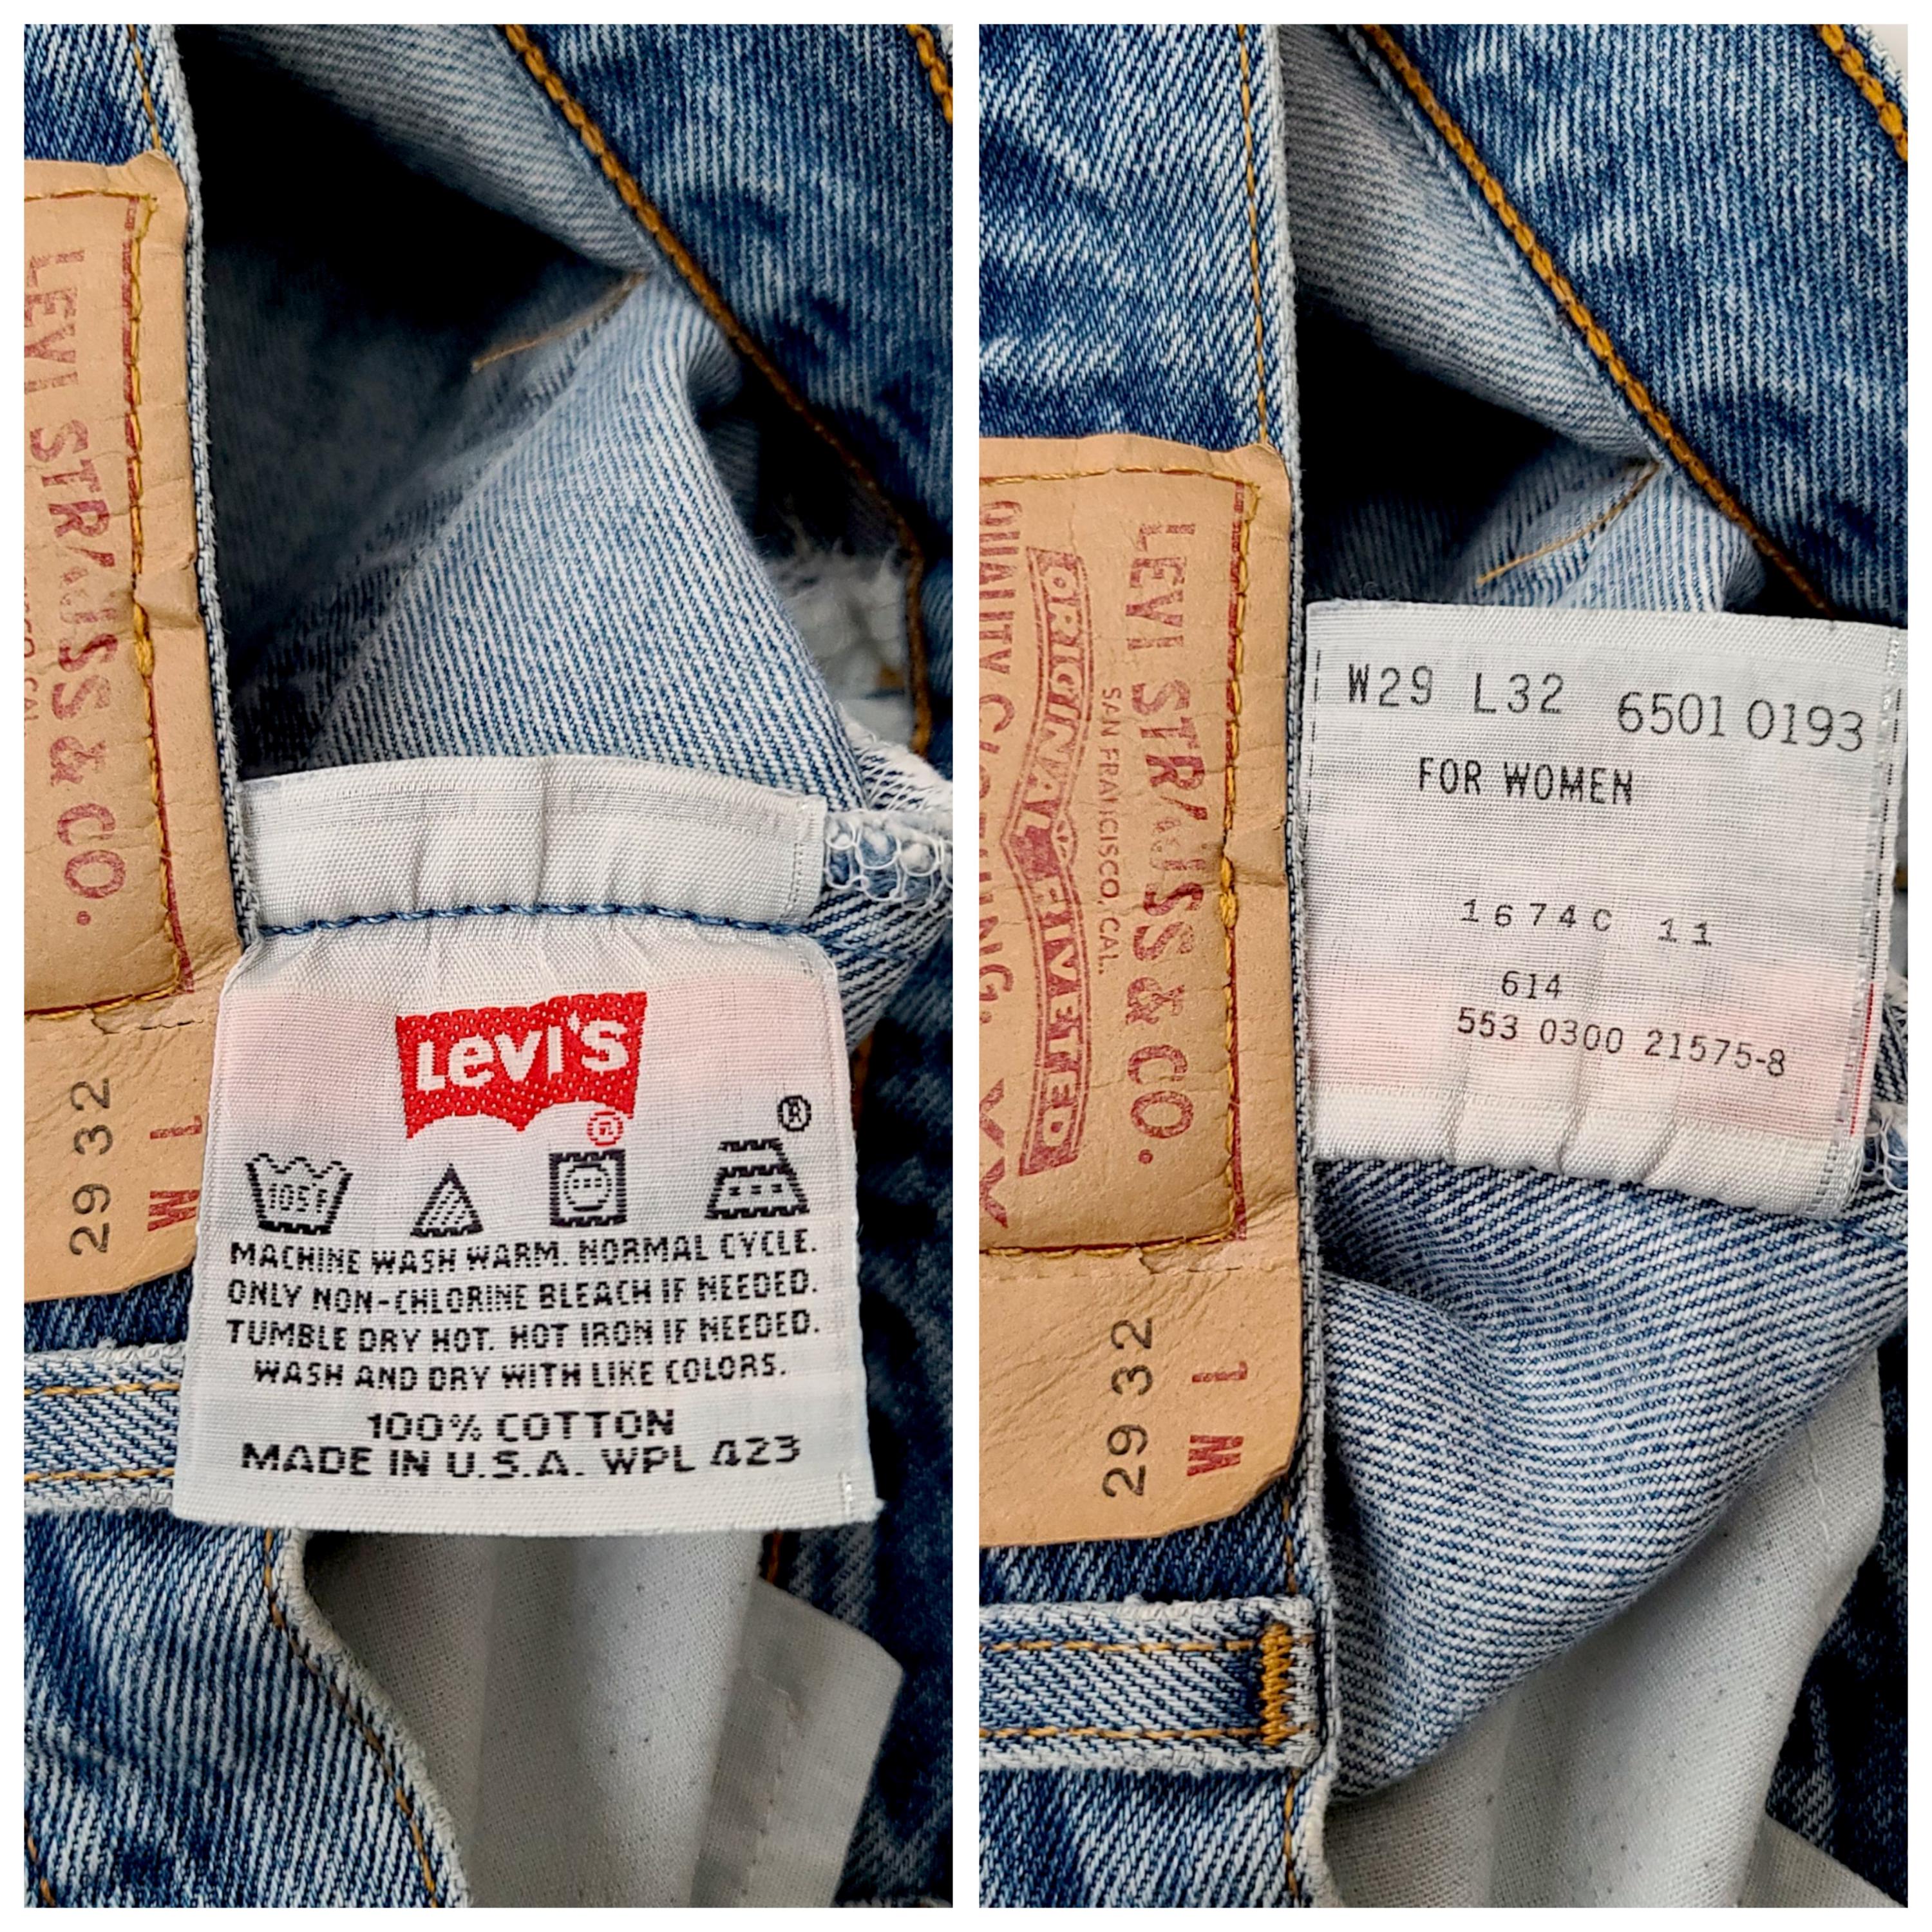 LEVI STRAUSS & CO.
29 32
W L
Levi's
®
®
105F
MACHINE WASH WARM. NORMAL CYCLE.
ONLY NON-CHLORINE BLEACH IF NEEDED.
TUMBLE DRY HOT. HOT IRON IF NEEDED.
WASH AND DRY WITH LIKE COLORS.
100% COTTON
MADE IN U.S.A. WPL 423
LEVI STRAUSS & CO.
SAN FRANCISCO, CAL.
ORIGINAL RIVETED
QUALITY CLOTHING
XX
29 32
W L
W29 L32 6501 0193
FOR WOMEN
1674C 11
614
553 0300 21575-8